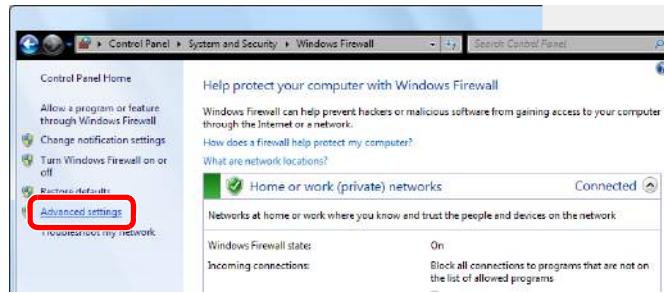 Control Panel ▸ System and Security ▸ Windows Firewall
Search Control Panel
Control Panel Home
Allow a program or feature
through Windows Firewall
Change notification settings
Turn Windows Firewall on or
off
Restore defaults
Advanced settings
Troubleshoot my network
Help protect your computer with Windows Firewall
Windows Firewall can help prevent hackers or malicious software from gaining access to your computer
through the Internet or a network.
How does a firewall help protect my computer?
What are network locations?
Home or work (private) networks Connected
Networks at home or work where you know and trust the people and devices on the network
Windows Firewall state: On
Incoming connections: Block all connections to programs that are not on
the list of allowed programs